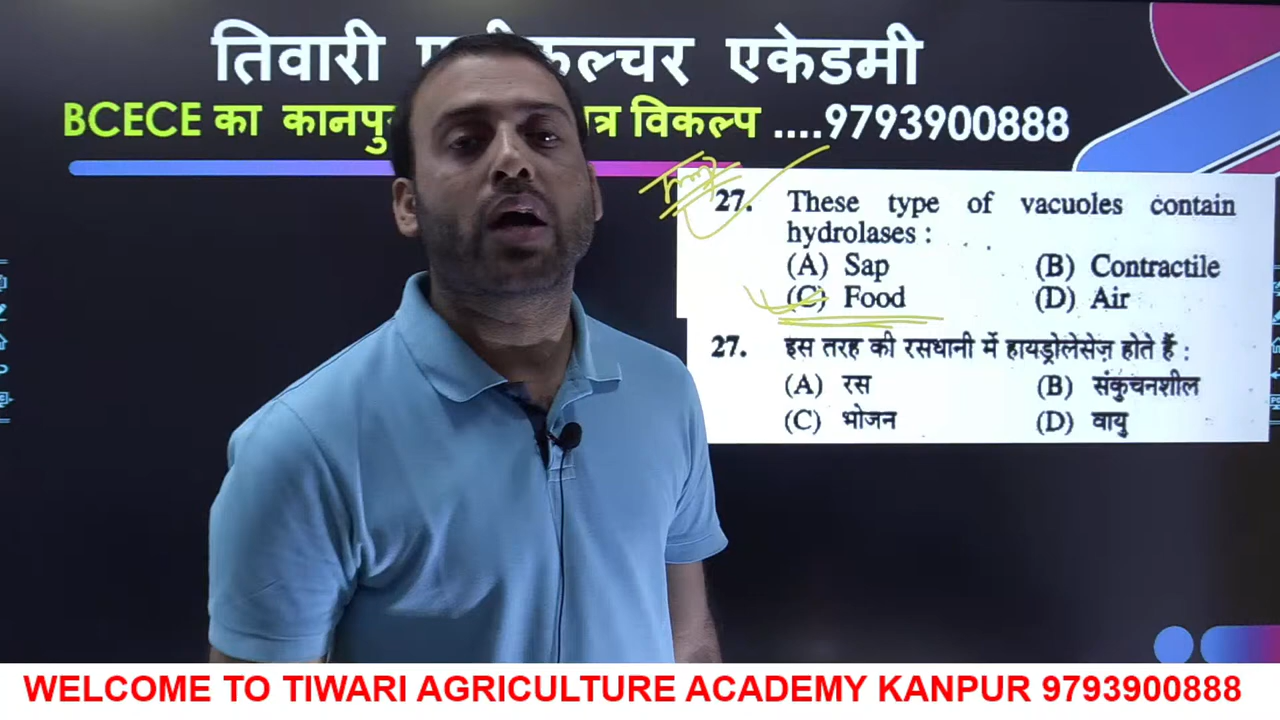 तिवारी एकेडमी
BCECE का विकल्प ....9793900888
27. These type of vacuoles contain
hydrolases :
(A) Sap (B) Contractile
(C) Food (D) Air
27. इस तरह की रसधानी में हायड्रोलेसेज़ होते हैं :
(A) रस (B) संकुचनशील
(C) भोजन (D) वायु
WELCOME TO TIWARI AGRICULTURE ACADEMY KANPUR 9793900888